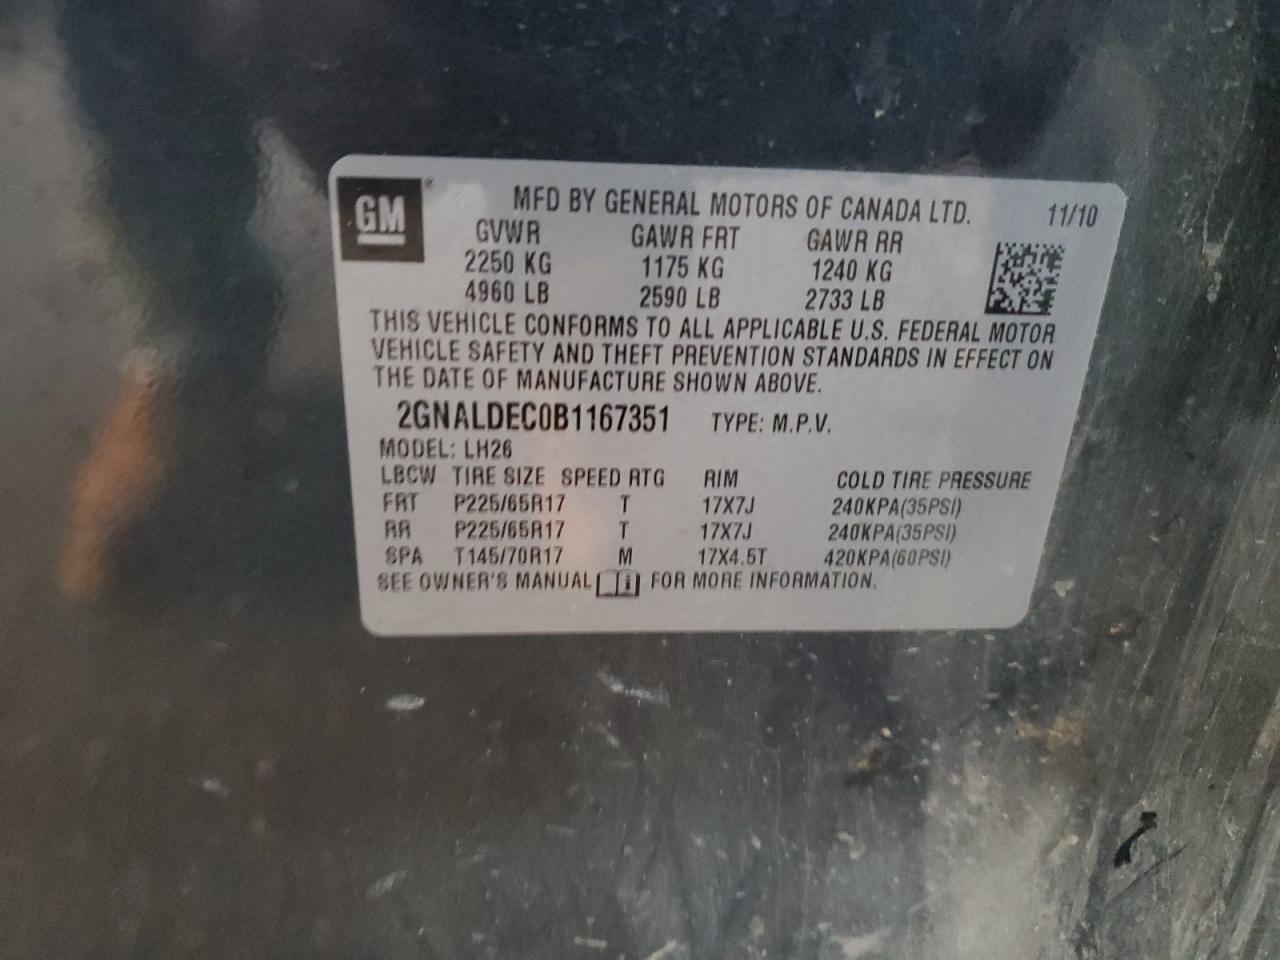 GM®
MFD BY GENERAL MOTORS OF CANADA LTD. 11/10
GVWR GAWR FRT GAWR RR
2250 KG 1175 KG 1240 KG
4960 LB 2590 LB 2733 LB
THIS VEHICLE CONFORMS TO ALL APPLICABLE U.S. FEDERAL MOTOR
VEHICLE SAFETY AND THEFT PREVENTION STANDARDS IN EFFECT ON
THE DATE OF MANUFACTURE SHOWN ABOVE.
2GNALDEC0B1167351 TYPE: M.P.V.
MODEL: LH26
LBCW TIRE SIZE SPEED RTG RIM COLD TIRE PRESSURE
FRT P225/65R17 T 17X7J 240KPA(35PSI)
RR P225/65R17 T 17X7J 240KPA(35PSI)
SPA T145/70R17 M 17X4.5T 420KPA(60PSI)
SEE OWNER'S MANUAL FOR MORE INFORMATION.